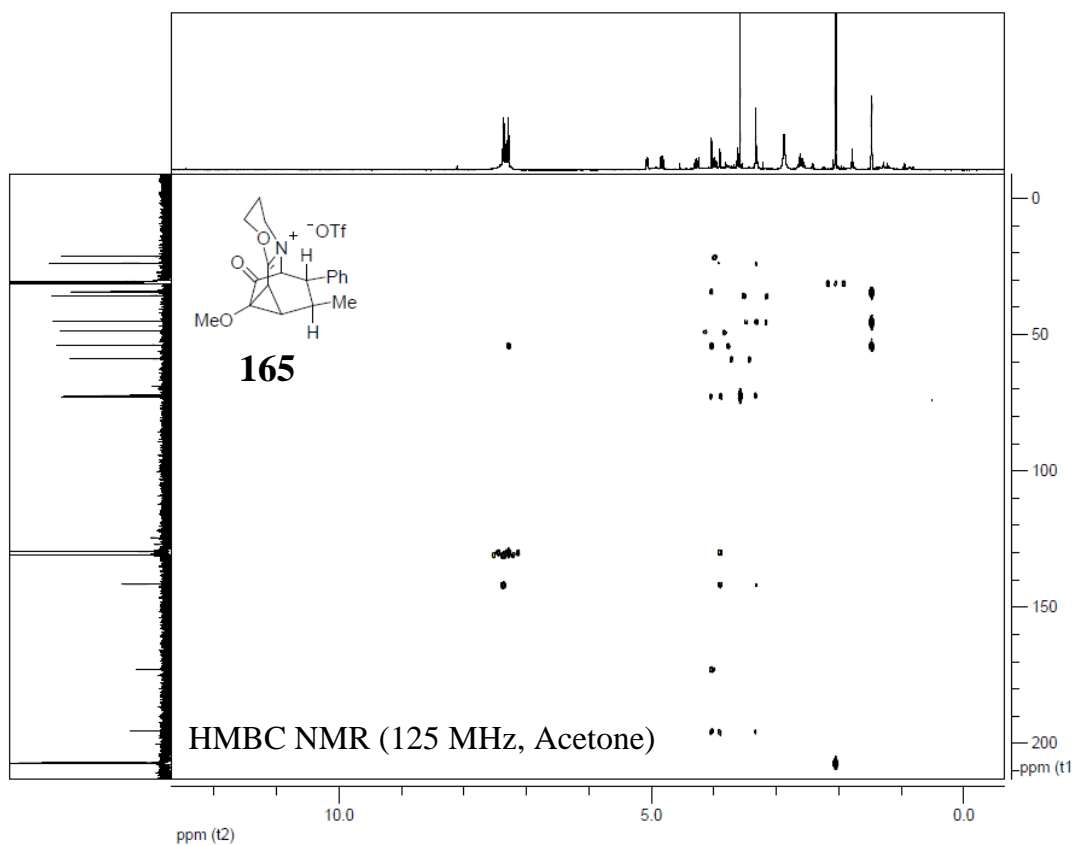 O
N
+
⁻OTf
H
O
Ph
Me
MeO
H
165
HMBC NMR (125 MHz, Acetone)
0
50
100
150
200
ppm (t1
10.0
5.0
0.0
ppm (t2)